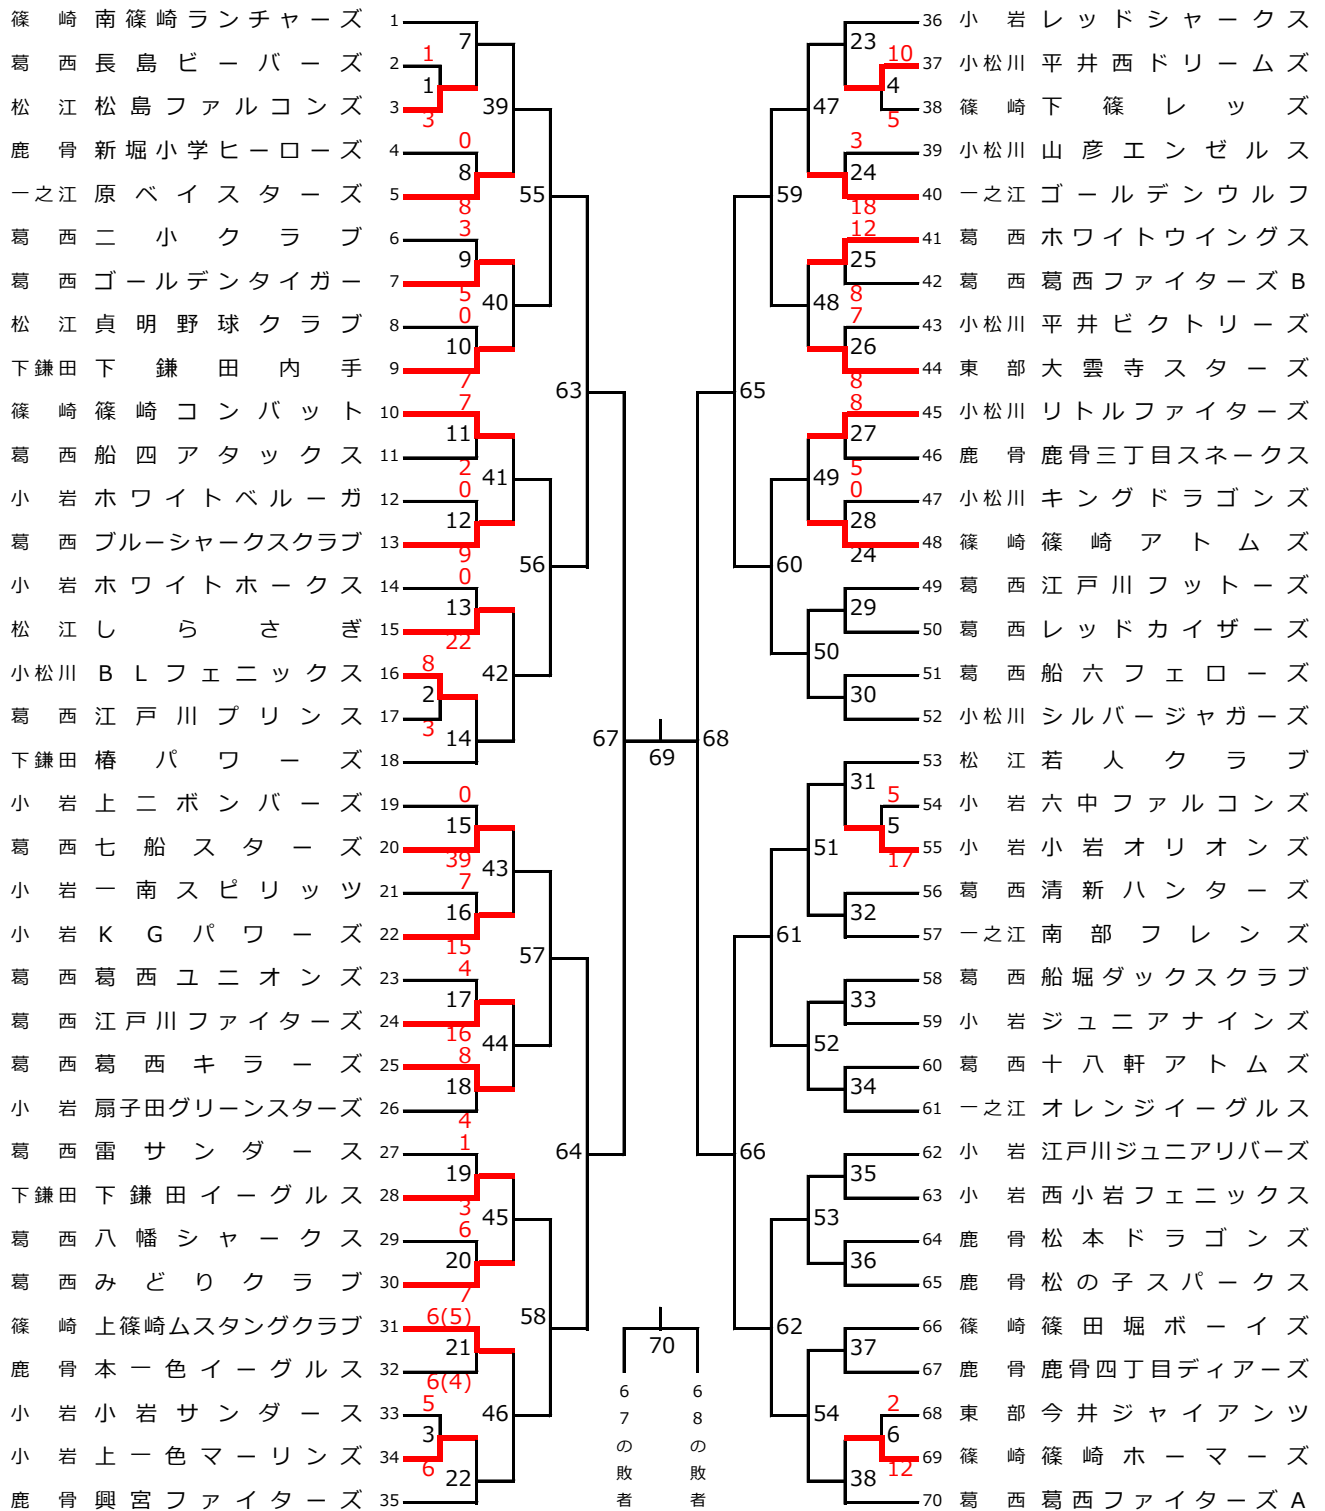 篠崎 南篠崎ランチャーズ 1
葛西 長島ビーバーズ 2
松江 松島ファルコンズ 3
鹿骨 新堀小学ヒーローズ 4
一之江 原ベイスターズ 5
葛西 二小クラブ 6
葛西 ゴールデンタイガー 7
松江 貞明野球クラブ 8
下鎌田 下鎌田内手 9
篠崎 篠崎コンバット 10
葛西 船四アタックス 11
小岩 ホワイトベルーガ 12
葛西 ブルーシャークスクラブ 13
小岩 ホワイトホークス 14
松江 しらさぎ 15
小松川 BLフェニックス 16
葛西 江戸川プリンス 17
下鎌田 椿パワーズ 18
小岩 上ニボンバーズ 19
葛西 七船スターズ 20
小岩 一南スピリッツ 21
小岩 KGパワーズ 22
葛西 葛西ユニオンズ 23
葛西 江戸川ファイターズ 24
葛西 葛西キラーズ 25
小岩 扇子田グリーンスターズ 26
葛西 雷サンダース 27
下鎌田 下鎌田イーグルス 28
葛西 八幡シャークス 29
葛西 みどりクラブ 30
篠崎 上篠崎ムスタングクラブ 31
鹿骨 本一色イーグルス 32
小岩 小岩サンダース 33
小岩 上一色マーリンズ 34
鹿骨 興宮ファイターズ 35
1
1
3
7
0
8
8
39
3
9
5
0
10
7
40
55
7
11
2
0
12
9
41
0
13
22
8
2
3
14
42
56
63
0
15
39
7
16
15
43
4
17
16
8
18
4
44
57
1
19
3
6
20
7
45
6(5)
21
6(4)
5
3
6
22
46
58
64
67
69
68
70
67の敗者
68の敗者
36 小岩 レッドシャークス
37 小松川 平井西ドリームズ
38 篠崎 下篠レッズ
39 小松川 山彦エンゼルス
40 一之江 ゴールデンウルフ
41 葛西 ホワイトウイングス
42 葛西 葛西ファイターズB
43 小松川 平井ビクトリーズ
44 東部 大雲寺スターズ
45 小松川 リトルファイターズ
46 鹿骨 鹿骨三丁目スネークス
47 小松川 キングドラゴンズ
48 篠崎 篠崎アトムズ
49 葛西 江戸川フットーズ
50 葛西 レッドカイザーズ
51 葛西 船六フェローズ
52 小松川 シルバージャガーズ
53 松江 若人クラブ
54 小岩 六中ファルコンズ
55 小岩 小岩オリオンズ
56 葛西 清新ハンターズ
57 一之江 南部フレンズ
58 葛西 船堀ダックスクラブ
59 小岩 ジュニアナインズ
60 葛西 十八軒アトムズ
61 一之江 オレンジイーグルス
62 小岩 江戸川ジュニアリバーズ
63 小岩 西小岩フェニックス
64 鹿骨 松本ドラゴンズ
65 鹿骨 松の子スパークス
66 篠崎 篠田堀ボーイズ
67 鹿骨 鹿骨四丁目ディアーズ
68 東部 今井ジャイアンツ
69 篠崎 篠崎ホーマーズ
70 葛西 葛西ファイターズA
23
10
4
5
47
3
24
18
59
12
25
8
48
7
26
8
65
8
27
5
49
0
28
24
60
29
50
30
31
5
5
17
51
32
61
33
52
34
66
35
53
36
62
37
54
2
6
12
38